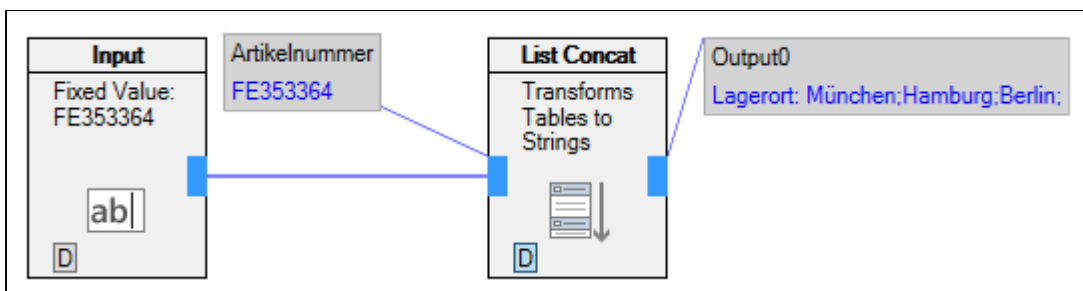 Input
Fixed Value:
FE353364
ab
D
Artikelnummer
FE353364
List Concat
Transforms
Tables to
Strings
D
Output0
Lagerort: München;Hamburg;Berlin;